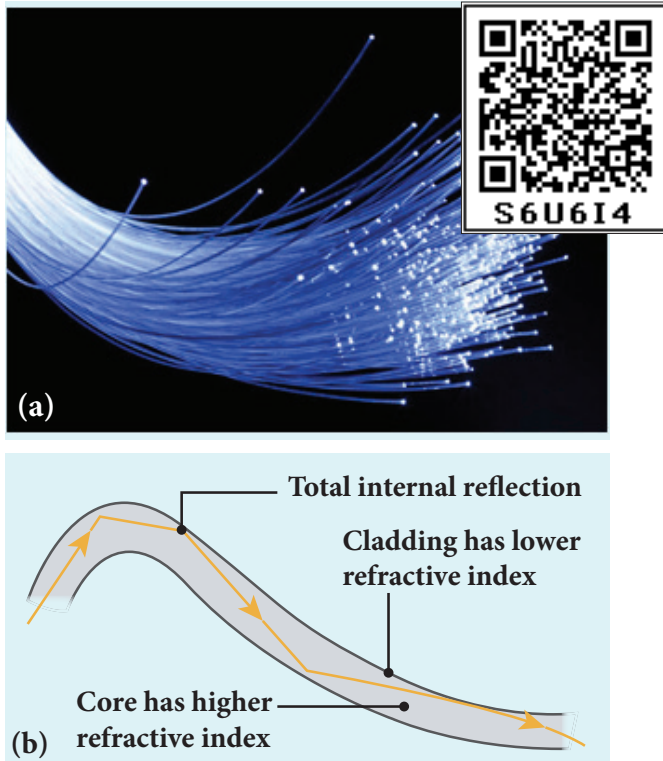 S6U6I4
(a)
Total internal reflection
Cladding has lower
refractive index
Core has higher
refractive index
(b)